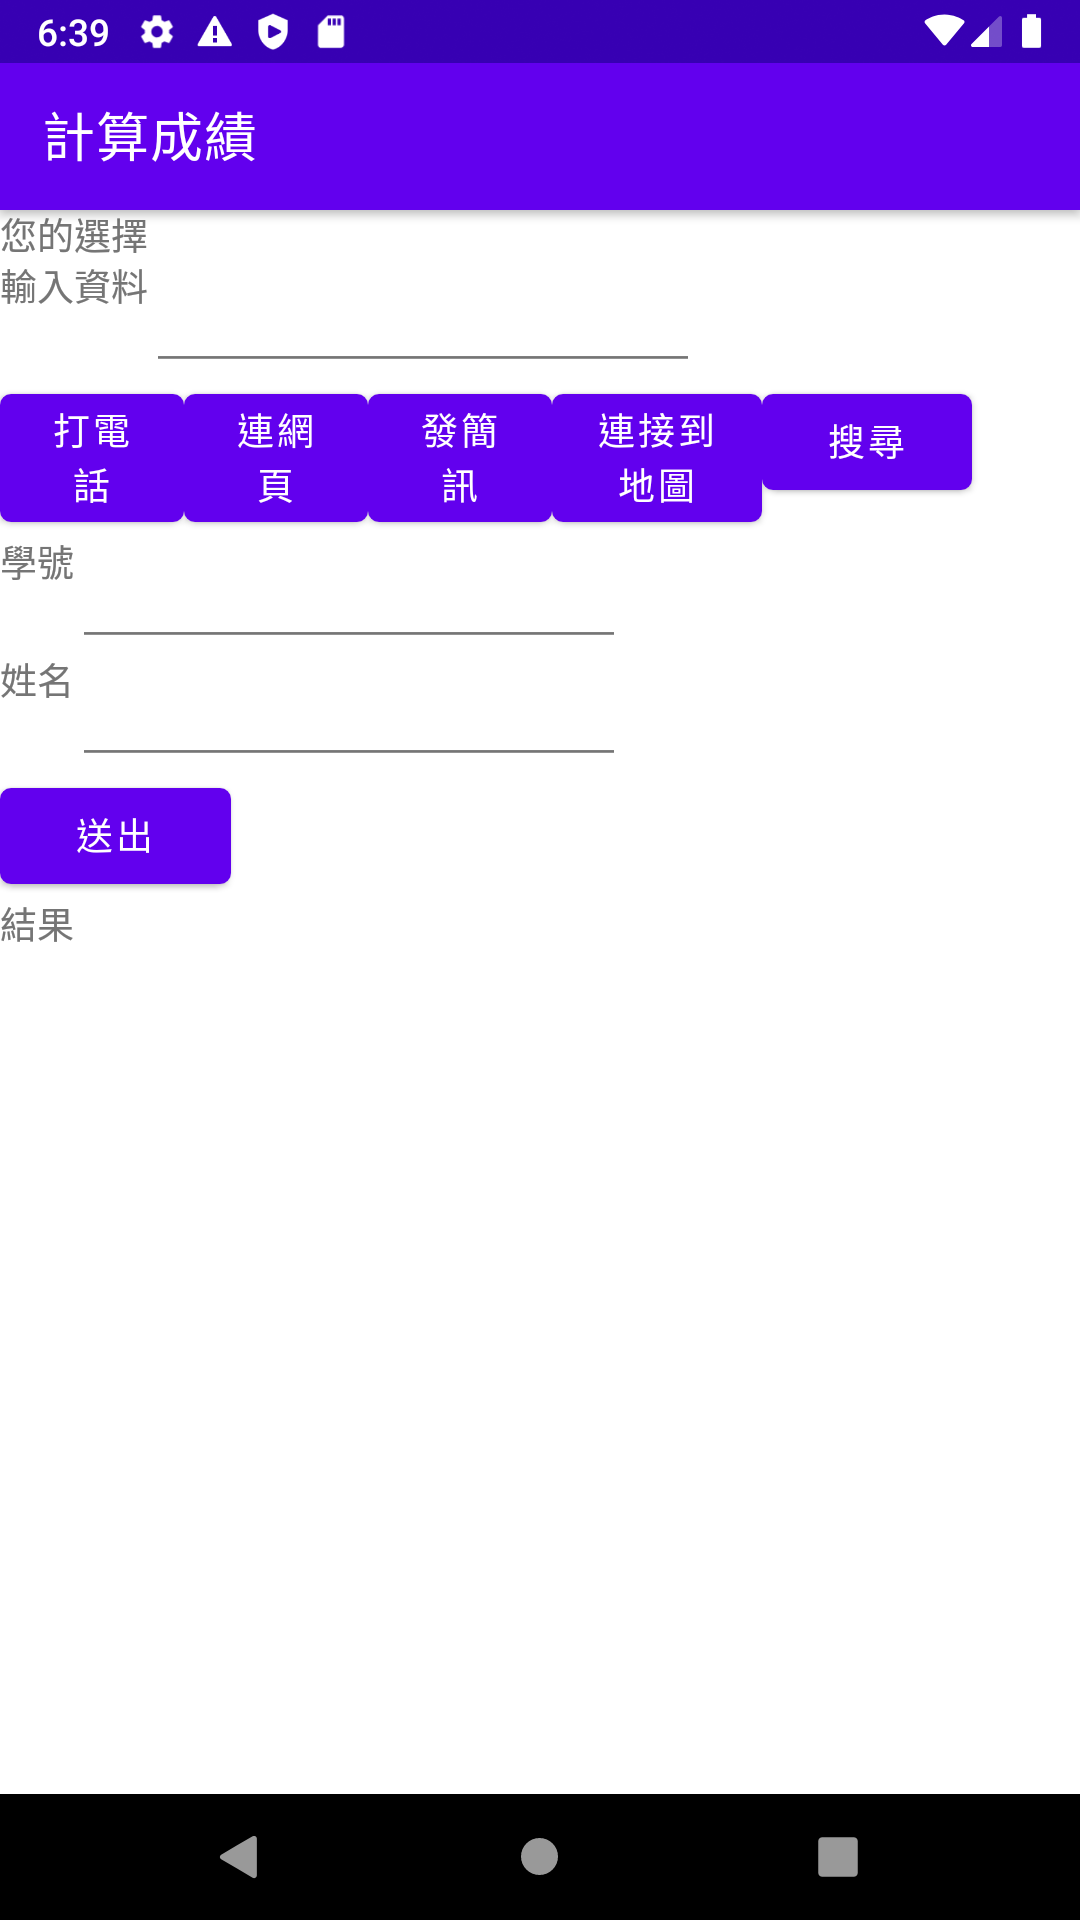 6:39
計算成績
您的選擇
輸入資料
打電
話
連網
頁
發簡
訊
連接到
地圖
搜尋
學號
姓名
送出
結果